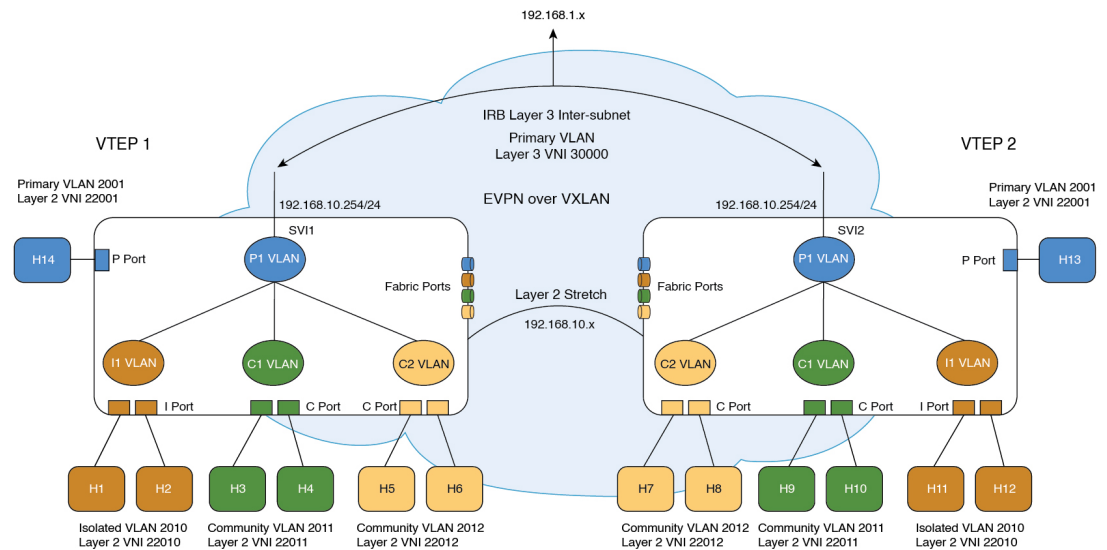 192.168.1.x
IRB Layer 3 Inter-subnet
Primary VLAN
Layer 3 VNI 30000
VTEP 1
VTEP 2
Primary VLAN 2001
Layer 2 VNI 22001
Primary VLAN 2001
Layer 2 VNI 22001
192.168.10.254/24
EVPN over VXLAN
192.168.10.254/24
SVI1
SVI2
H14
P Port
P1 VLAN
P1 VLAN
P Port
H13
Fabric Ports
Fabric Ports
Layer 2 Stretch
192.168.10.x
I1 VLAN
C1 VLAN
C2 VLAN
C2 VLAN
C1 VLAN
I1 VLAN
I Port
C Port
C Port
C Port
C Port
I Port
H1
H2
H3
H4
H5
H6
H7
H8
H9
H10
H11
H12
Isolated VLAN 2010
Layer 2 VNI 22010
Community VLAN 2011
Layer 2 VNI 22011
Community VLAN 2012
Layer 2 VNI 22012
Community VLAN 2012
Layer 2 VNI 22012
Community VLAN 2011
Layer 2 VNI 22011
Isolated VLAN 2010
Layer 2 VNI 22010